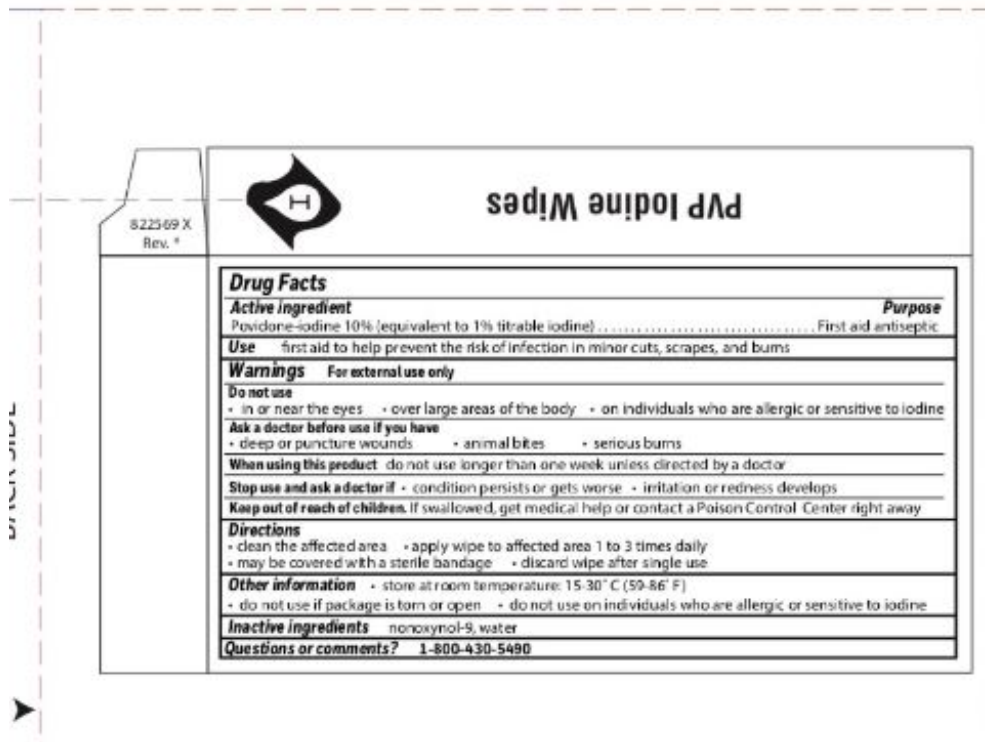 822569 X
Rev. *
H
PVP Iodine Wipes
Drug Facts
Active ingredient Purpose
Povidone-iodine 10% (equivalent to 1% titrable iodine) ................................. First aid antiseptic
Use first aid to help prevent the risk of infection in minor cuts, scrapes, and burns
Warnings For external use only
Do not use
• in or near the eyes • over large areas of the body • on individuals who are allergic or sensitive to iodine
Ask a doctor before use if you have
• deep or puncture wounds • animal bites • serious burns
When using this product do not use longer than one week unless directed by a doctor
Stop use and ask a doctor if • condition persists or gets worse • irritation or redness develops
Keep out of reach of children. If swallowed, get medical help or contact a Poison Control Center right away
Directions
• clean the affected area • apply wipe to affected area 1 to 3 times daily
• may be covered with a sterile bandage • discard wipe after single use
Other information • store at room temperature: 15-30° C (59-86° F)
• do not use if package is torn or open • do not use on individuals who are allergic or sensitive to iodine
Inactive ingredients nonoxynol-9, water
Questions or comments? 1-800-430-5490